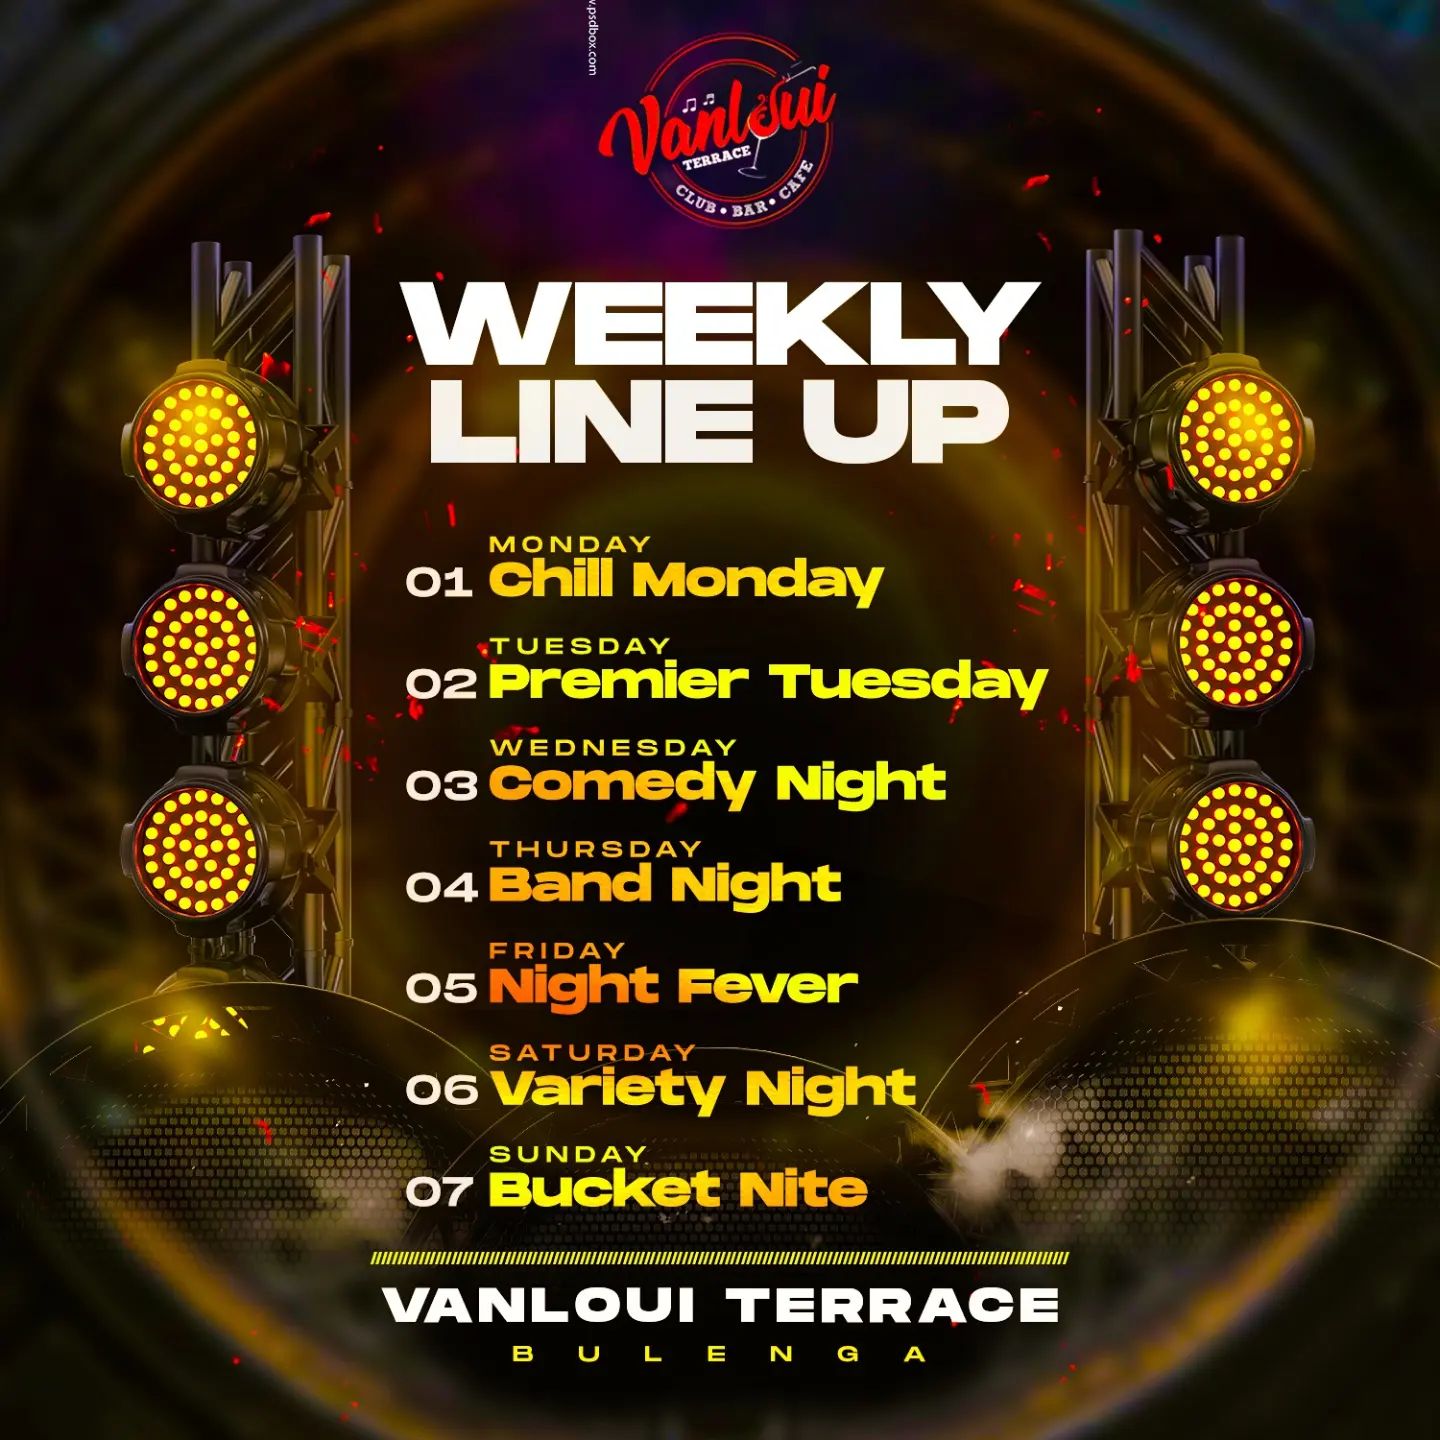 w.psdbox.com
Vanloui
TERRACE
CLUB • BAR • CAFE
WEEKLY
LINE UP
MONDAY
01 Chill Monday
TUESDAY
02 Premier Tuesday
WEDNESDAY
03 Comedy Night
THURSDAY
04 Band Night
FRIDAY
05 Night Fever
SATURDAY
06 Variety Night
SUNDAY
07 Bucket Nite
VANLOUI TERRACE
BULENGA